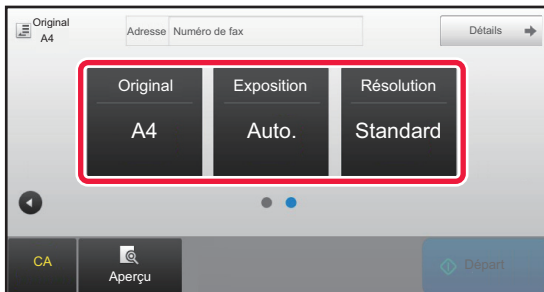 Original
A4
Adresse Numéro de fax
Détails
Original Exposition Résolution
A4 Auto. Standard
CA
Aperçu
Départ